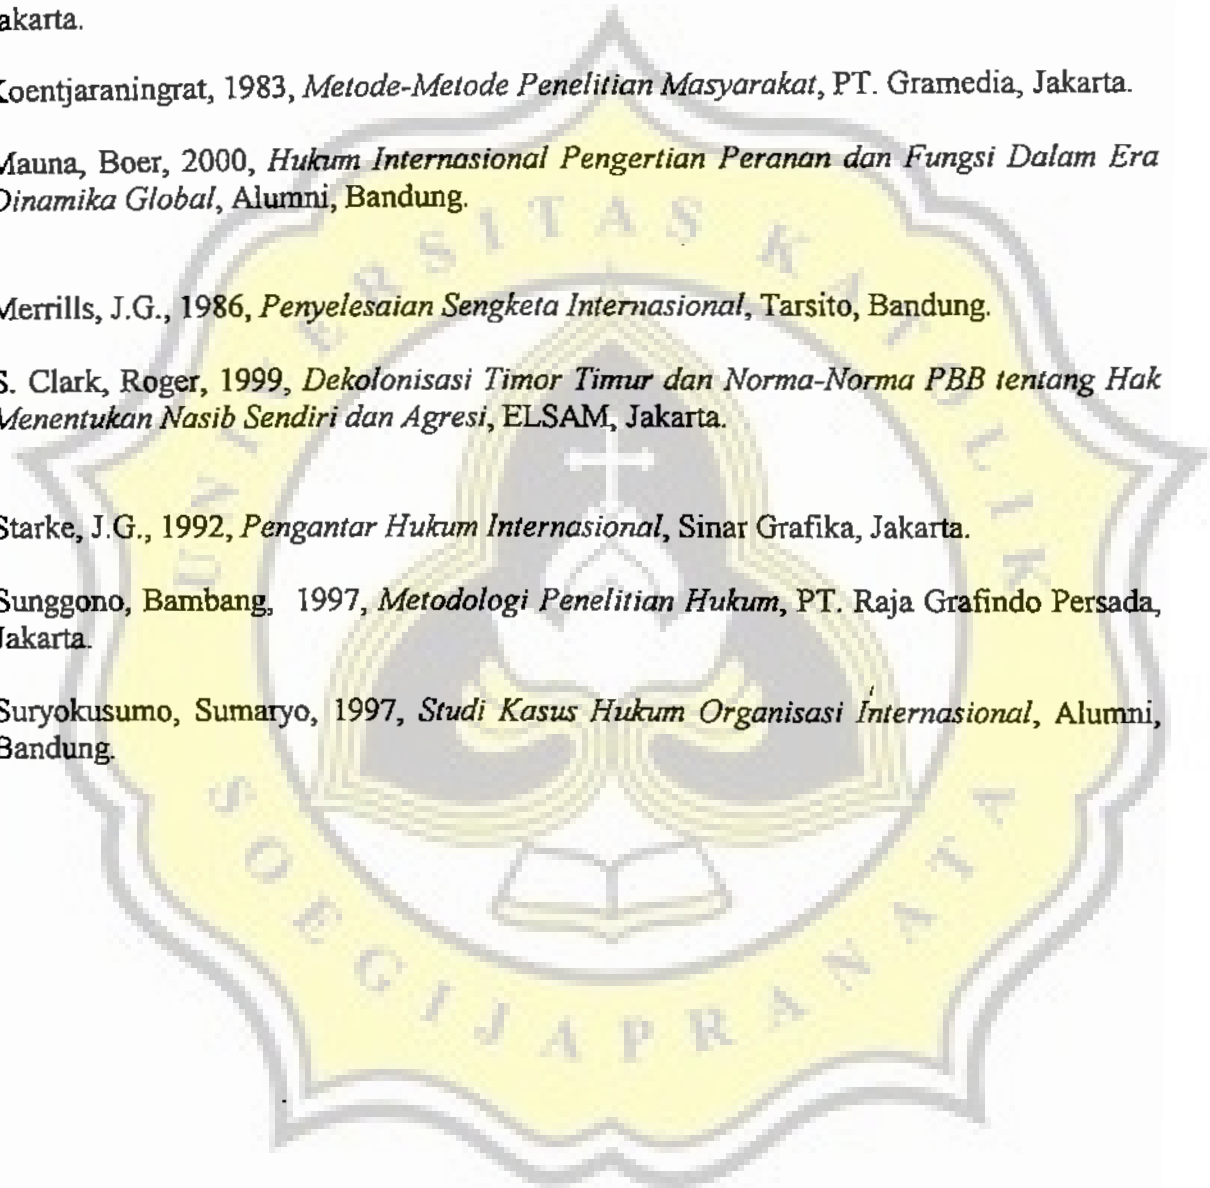 akarta.
Koentjaraningrat, 1983, Metode-Metode Penelitian Masyarakat, PT. Gramedia, Jakarta.
Mauna, Boer, 2000, Hukum Internasional Pengertian Peranan dan Fungsi Dalam Era
Dinamika Global, Alumni, Bandung.
Merrills, J.G., 1986, Penyelesaian Sengketa Internasional, Tarsito, Bandung.
S. Clark, Roger, 1999, Dekolonisasi Timor Timur dan Norma-Norma PBB tentang Hak
Menentukan Nasib Sendiri dan Agresi, ELSAM, Jakarta.
Starke, J.G., 1992, Pengantar Hukum Internasional, Sinar Grafika, Jakarta.
Sunggono, Bambang, 1997, Metodologi Penelitian Hukum, PT. Raja Grafindo Persada,
Jakarta.
Suryokusumo, Sumaryo, 1997, Studi Kasus Hukum Organisasi Internasional, Alumni,
Bandung.
UNIVERSITAS KATOLIK
SOEGIJAPRANATA